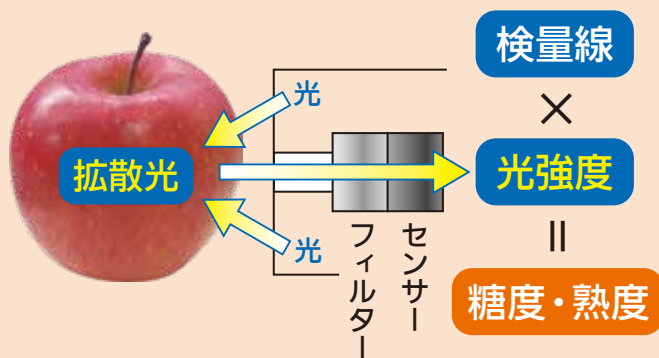 検量線
光
×
拡散光
光強度
光
||
フィルター
センサー
糖度・熟度